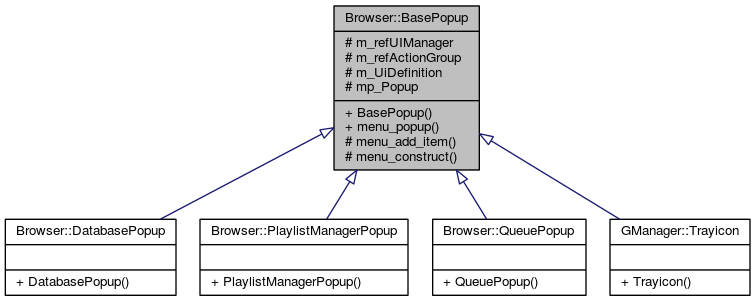 Browser::BasePopup
# m_refUIManager
# m_refActionGroup
# m_UiDefinition
# mp_Popup
+ BasePopup()
+ menu_popup()
# menu_add_item()
# menu_construct()
Browser::DatabasePopup
+ DatabasePopup()
Browser::PlaylistManagerPopup
+ PlaylistManagerPopup()
Browser::QueuePopup
+ QueuePopup()
GManager::Trayicon
+ Trayicon()